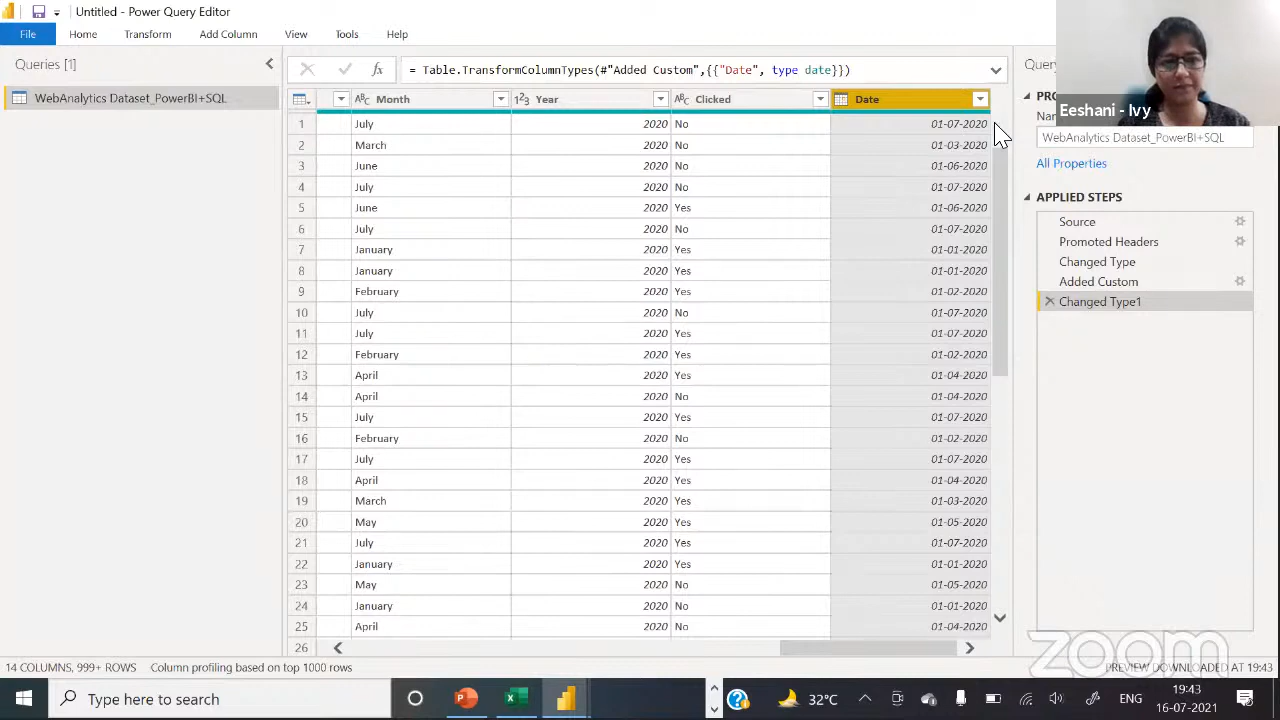 Untitled - Power Query Editor
File Home Transform Add Column View Tools Help
Queries [1]
WebAnalytics Dataset_PowerBI+SQL
fx = Table.TransformColumnTypes(#"Added Custom",{{"Date", type date}})
ABC Month 123 Year ABC Clicked Date
1 July 2020 No 01-07-2020
2 March 2020 No 01-03-2020
3 June 2020 No 01-06-2020
4 July 2020 No 01-07-2020
5 June 2020 Yes 01-06-2020
6 July 2020 No 01-07-2020
7 January 2020 Yes 01-01-2020
8 January 2020 Yes 01-01-2020
9 February 2020 Yes 01-02-2020
10 July 2020 No 01-07-2020
11 July 2020 Yes 01-07-2020
12 February 2020 Yes 01-02-2020
13 April 2020 Yes 01-04-2020
14 April 2020 No 01-04-2020
15 July 2020 Yes 01-07-2020
16 February 2020 No 01-02-2020
17 July 2020 Yes 01-07-2020
18 April 2020 Yes 01-04-2020
19 March 2020 Yes 01-03-2020
20 May 2020 Yes 01-05-2020
21 July 2020 Yes 01-07-2020
22 January 2020 Yes 01-01-2020
23 May 2020 No 01-05-2020
24 January 2020 No 01-01-2020
25 April 2020 No 01-04-2020
26
Eeshani - Ivy
WebAnalytics Dataset_PowerBI+SQL
All Properties
APPLIED STEPS
Source
Promoted Headers
Changed Type
Added Custom
Changed Type1
zoom
14 COLUMNS, 999+ ROWS Column profiling based on top 1000 rows PREVIEW DOWNLOADED AT 19:43
Type here to search 32°C ENG 19:43
16-07-2021